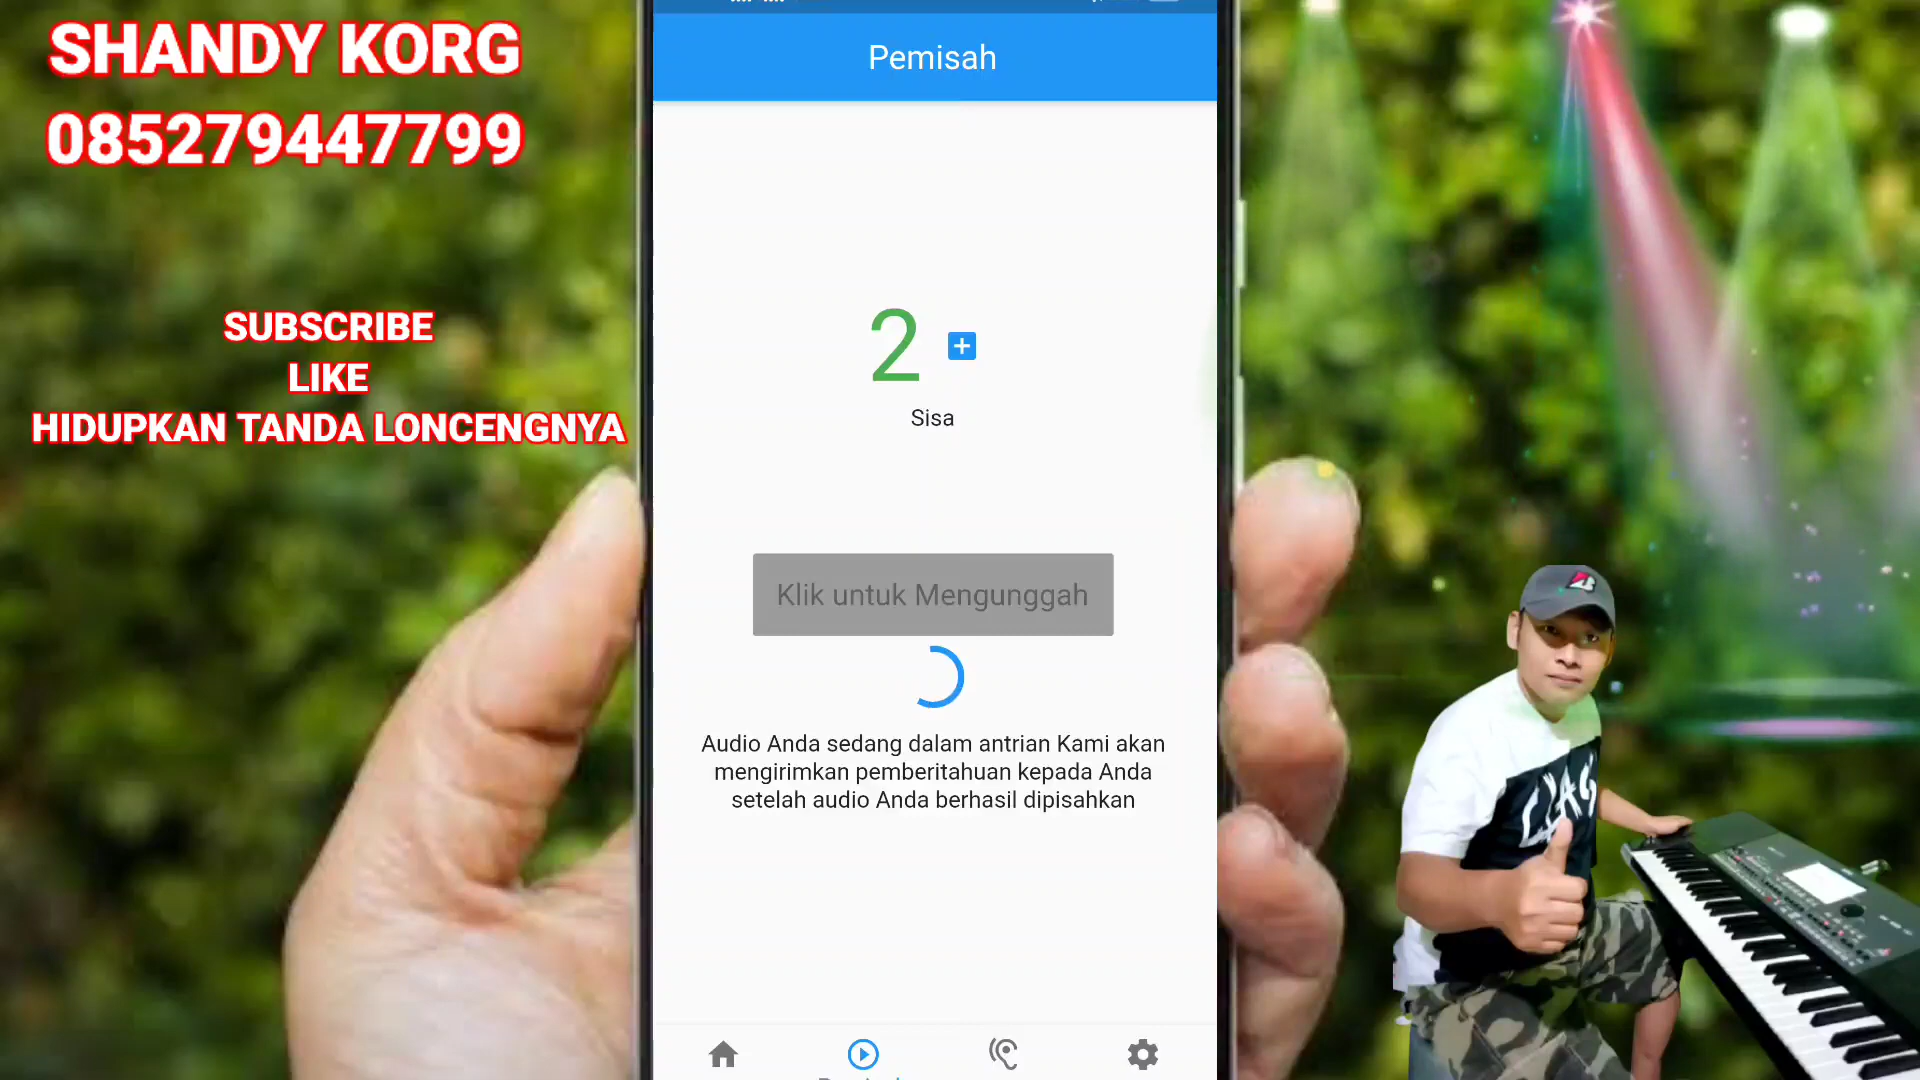 SHANDY KORG
085279447799
SUBSCRIBE
LIKE
HIDUPKAN TANDA LONCENGNYA
Pemisah
2
Sisa
Klik untuk Mengunggah
Audio Anda sedang dalam antrian Kami akan
mengirimkan pemberitahuan kepada Anda
setelah audio Anda berhasil dipisahkan